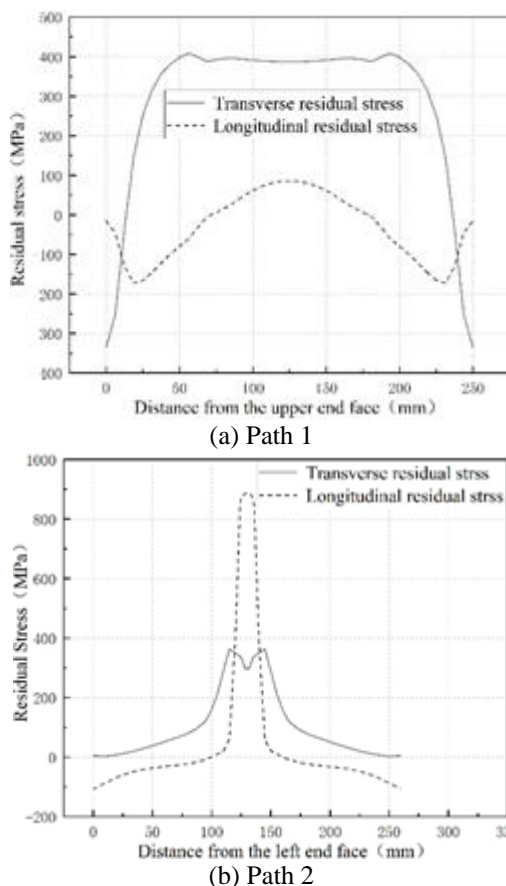 500
400
300
200
100
0
100
200
300
400
Residual stress (MPa)
Transverse residual stress
Longitudinal residual stress
0 50 100 150 200 250
Distance from the upper end face (mm)
(a) Path 1
1000
800
600
400
200
0
-200
Residual Stress (MPa)
Transverse residual strss
Longitudinal residual strss
0 50 100 150 200 250 300 35
Distance from the left end face (mm)
(b) Path 2